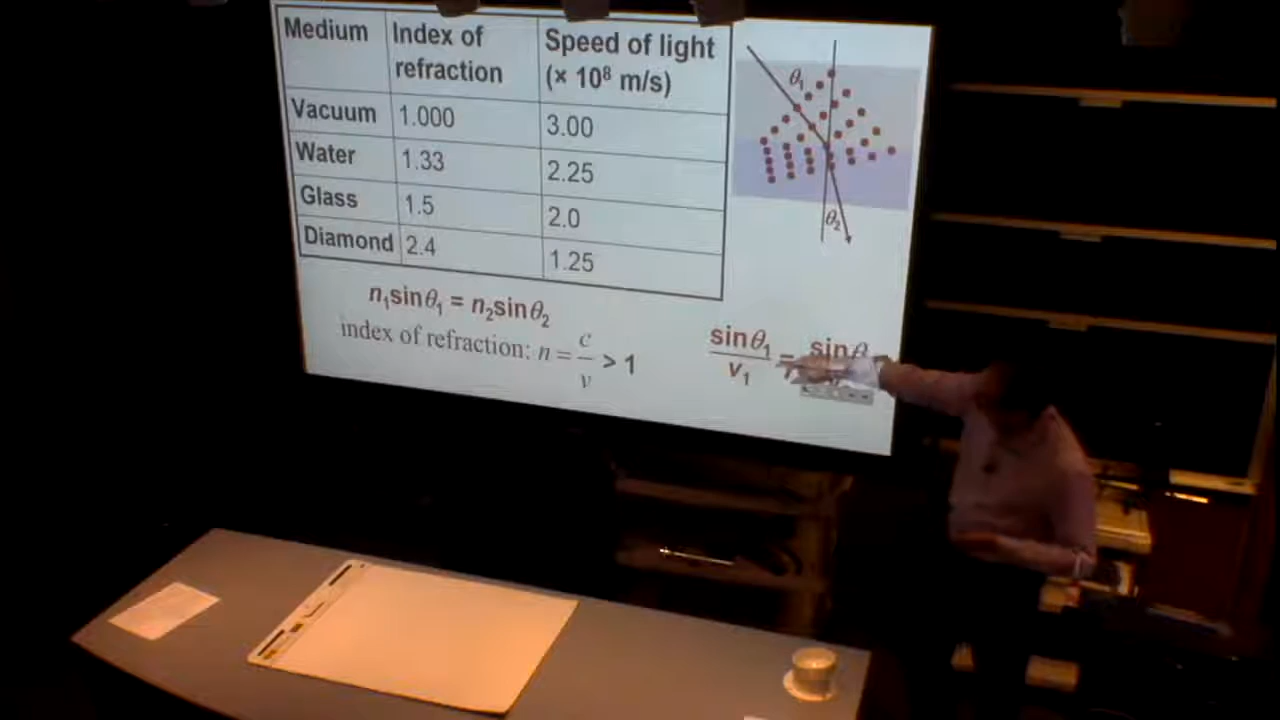 Medium Index of refraction Speed of light (× 10⁸ m/s)
Vacuum 1.000 3.00
Water 1.33 2.25
Glass 1.5 2.0
Diamond 2.4 1.25
θ₁
θ₂
n₁sinθ₁ = n₂sinθ₂
index of refraction: n = c/v > 1
sinθ₁/v₁ = sinθ